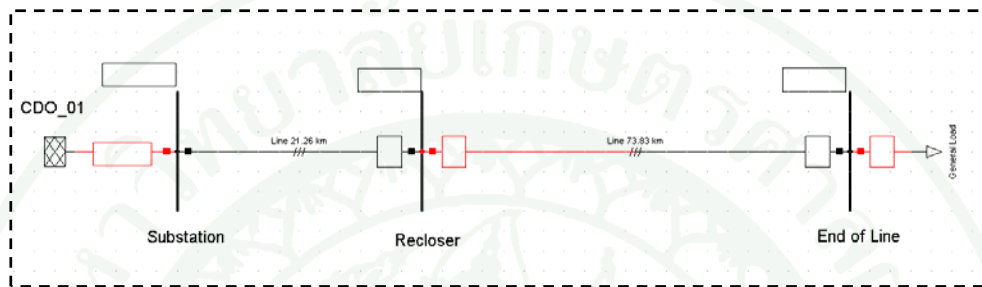 CDO_01
Line 21.26 km
Line 73.83 km
General Load
Substation
Recloser
End of Line